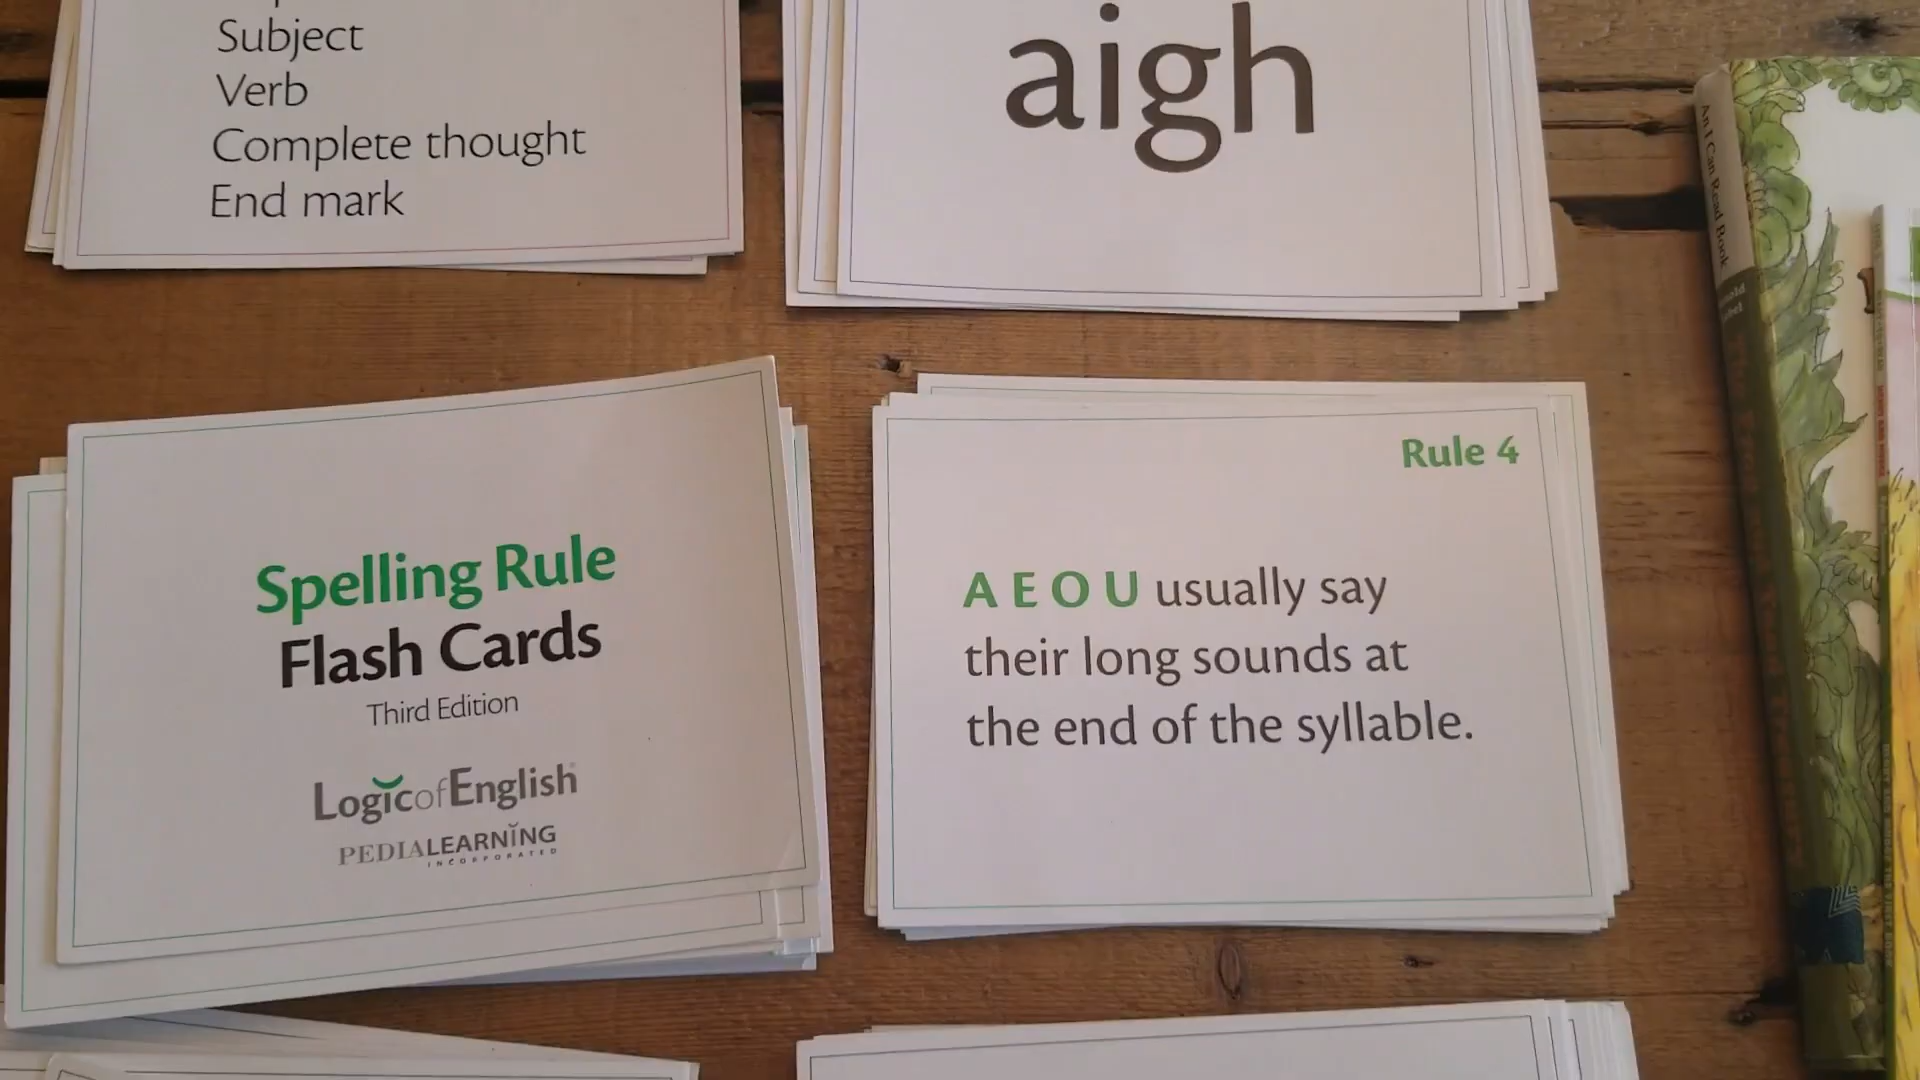 Subject
Verb
Complete thought
End mark
aigh
Spelling Rule
Flash Cards
Third Edition
LogicofEnglish
PEDIALEARNING
INCORPORATED
Rule 4
A E O U usually say
their long sounds at
the end of the syllable.
An I Can Read Book